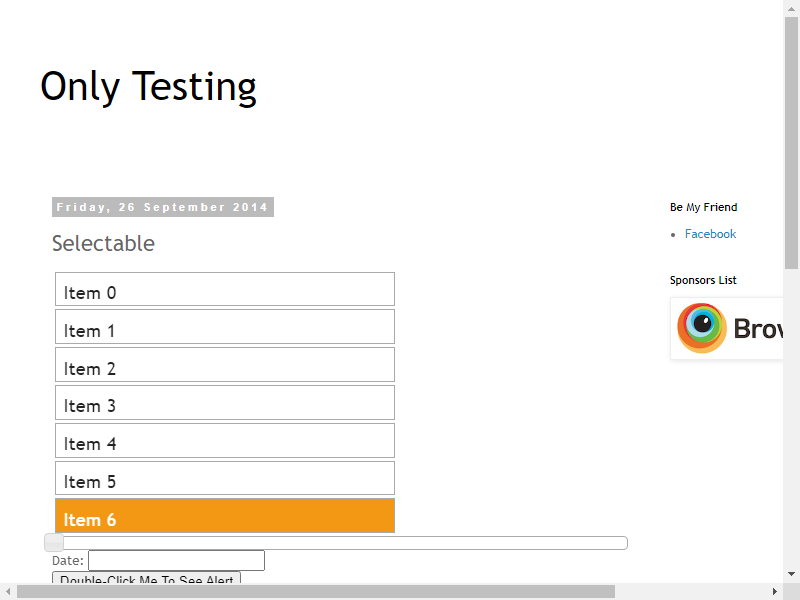 Only Testing
Friday, 26 September 2014
Selectable
Item 0
Item 1
Item 2
Item 3
Item 4
Item 5
Item 6
Date:
Double-Click Me To See Alert
Be My Friend
Facebook
Sponsors List